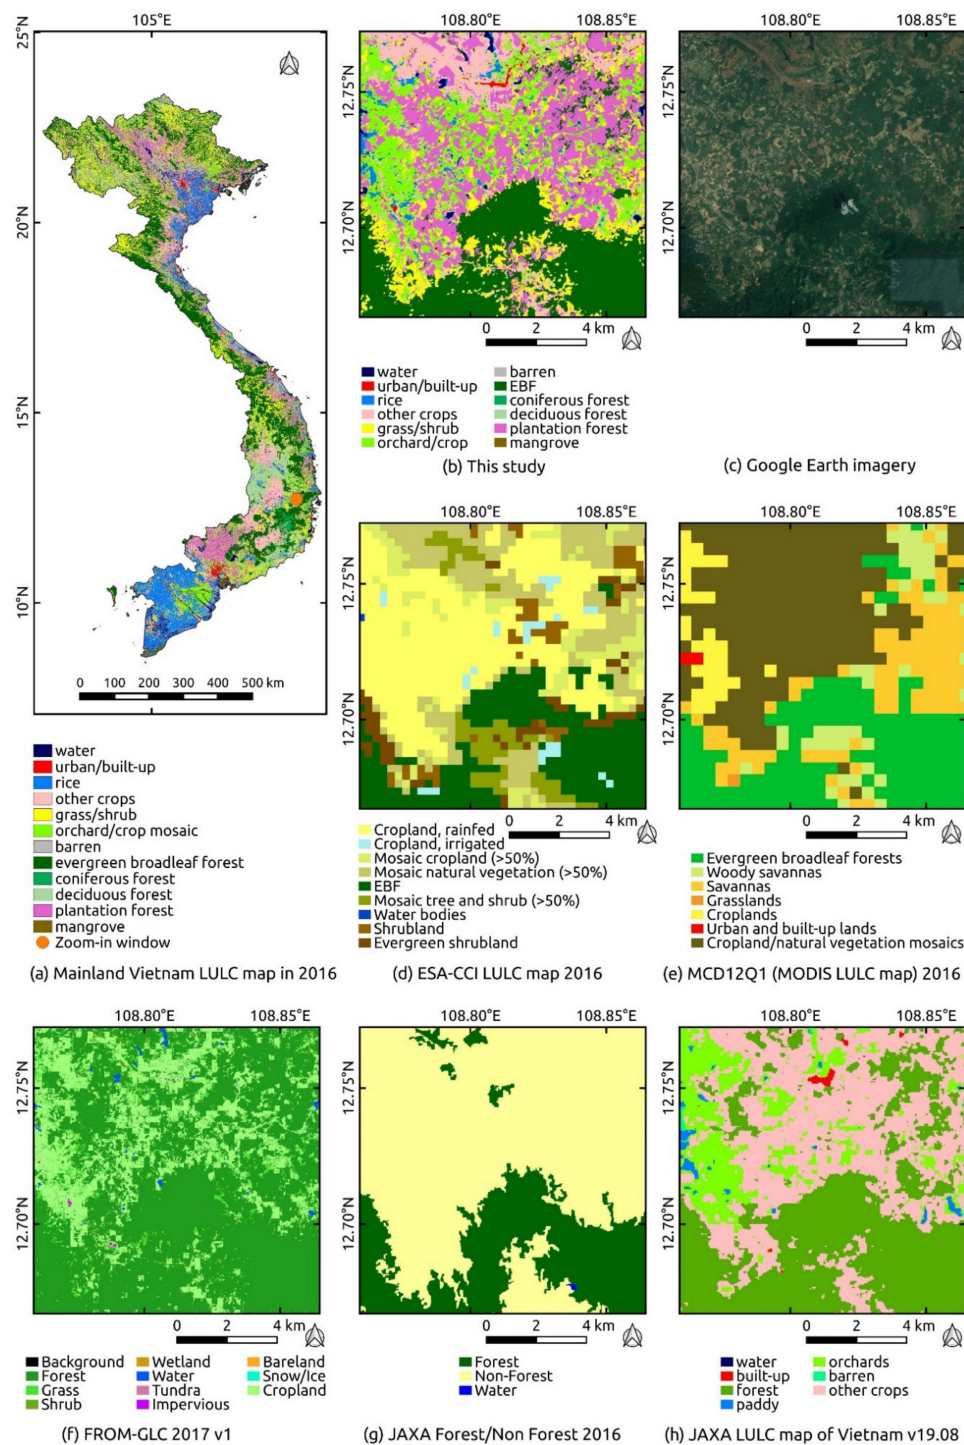 105°E
25°N
20°N
15°N
10°N
0 100 200 300 400 500 km
water
urban/built-up
rice
other crops
grass/shrub
orchard/crop mosaic
barren
evergreen broadleaf forest
coniferous forest
deciduous forest
plantation forest
mangrove
Zoom-in window
(a) Mainland Vietnam LULC map in 2016
108.80°E 108.85°E
12.75°N
12.70°N
0 2 4 km
water
urban/built-up
rice
other crops
grass/shrub
orchard/crop
barren
EBF
coniferous forest
deciduous forest
plantation forest
mangrove
(b) This study
108.80°E 108.85°E
12.75°N
12.70°N
0 2 4 km
(c) Google Earth imagery
108.80°E 108.85°E
12.75°N
12.70°N
0 2 4 km
Cropland, rainfed
Cropland, irrigated
Mosaic cropland (>50%)
Mosaic natural vegetation (>50%)
EBF
Mosaic tree and shrub (>50%)
Water bodies
Shrubland
Evergreen shrubland
(d) ESA-CCI LULC map 2016
108.80°E 108.85°E
12.75°N
12.70°N
0 2 4 km
Evergreen broadleaf forests
Woody savannas
Savannas
Grasslands
Croplands
Urban and built-up lands
Cropland/natural vegetation mosaics
(e) MCD12Q1 (MODIS LULC map) 2016
108.80°E 108.85°E
12.75°N
12.70°N
0 2 4 km
Background
Forest
Grass
Shrub
Wetland
Water
Tundra
Impervious
Bareland
Snow/Ice
Cropland
(f) FROM-GLC 2017 v1
108.80°E 108.85°E
12.75°N
12.70°N
0 2 4 km
Forest
Non-Forest
Water
(g) JAXA Forest/Non Forest 2016
108.80°E 108.85°E
12.75°N
12.70°N
0 2 4 km
water
built-up
forest
paddy
orchards
barren
other crops
(h) JAXA LULC map of Vietnam v19.08